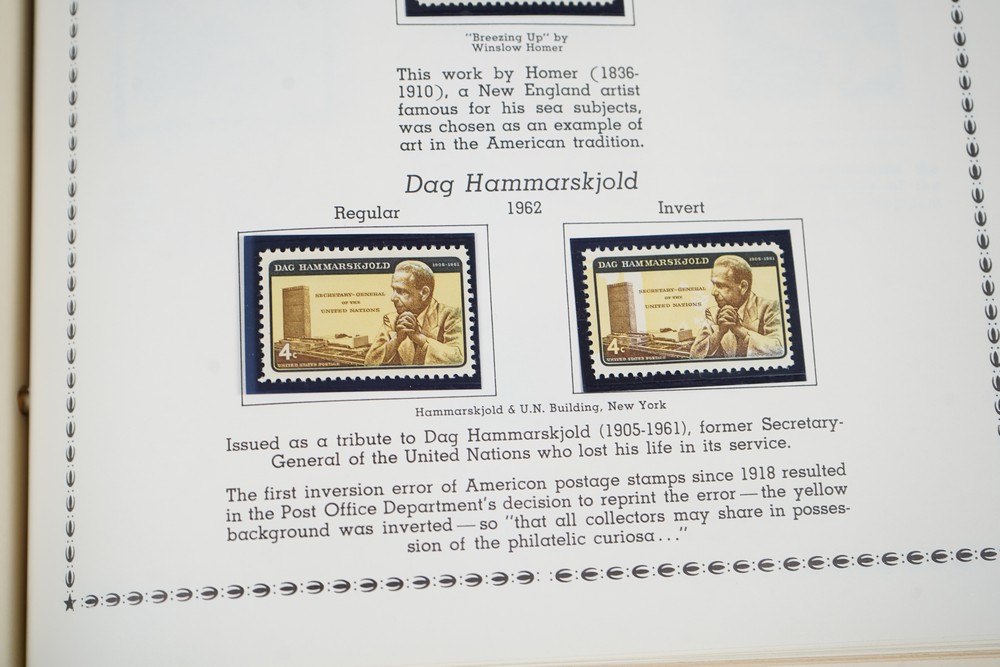 "Breezing Up" by
Winslow Homer
This work by Homer (1836-
1910), a New England artist
famous for his sea subjects,
was chosen as an example of
art in the American tradition.
Dag Hammarskjold
Regular
1962
Invert
DAG HAMMARSKJOLD 1905-1961
SECRETARY-GENERAL
OF THE
UNITED NATIONS
4c
UNITED STATES POSTAGE
DAG HAMMARSKJOLD 1905-1961
SECRETARY-GENERAL
OF THE
UNITED NATIONS
4c
UNITED STATES POSTAGE
Hammarskjold & U.N. Building, New York
Issued as a tribute to Dag Hammarskjold (1905-1961), former Secretary-
General of the United Nations who lost his life in its service.
The first inversion error of American postage stamps since 1918 resulted
in the Post Office Department's decision to reprint the error — the yellow
background was inverted — so "that all collectors may share in posses-
sion of the philatelic curiosa..."